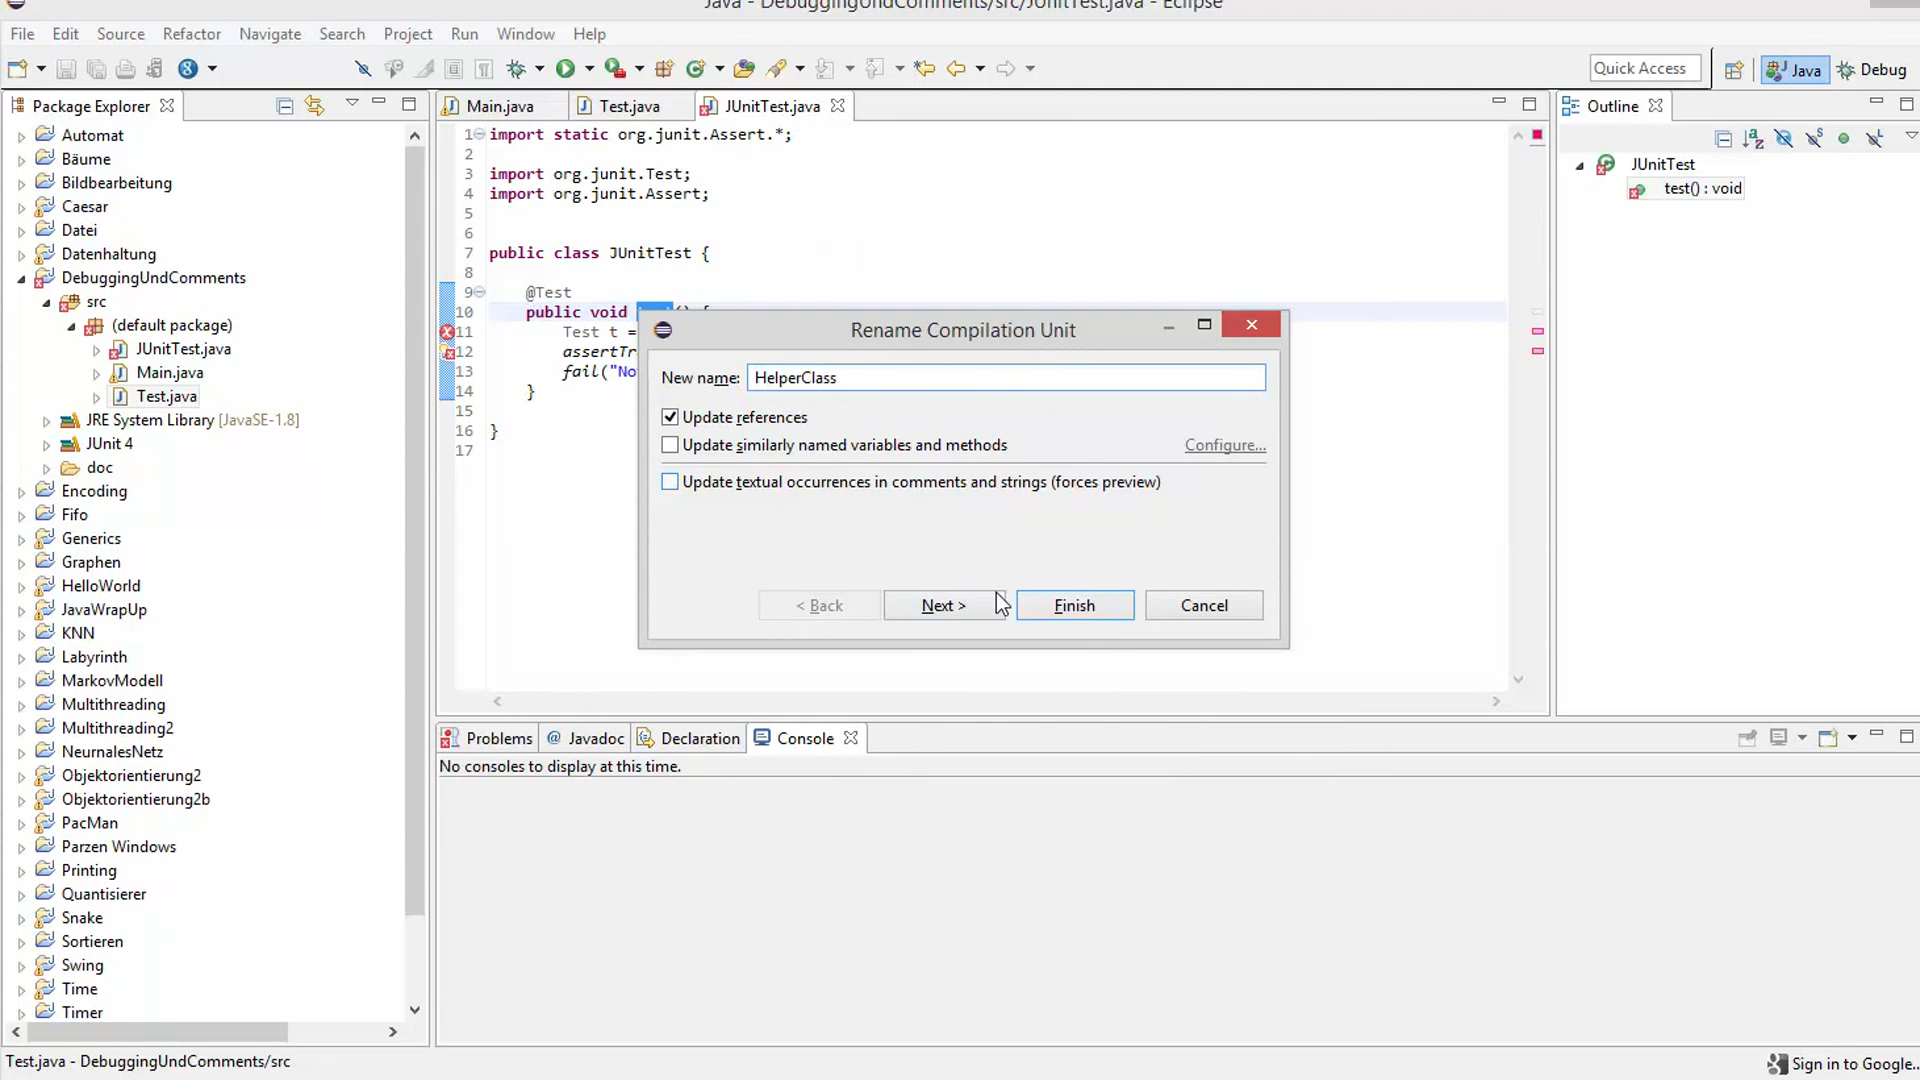 Java - DebuggingUndComments/src/JUnitTest.java - Eclipse
File Edit Source Refactor Navigate Search Project Run Window Help
Quick Access
Java
Debug
Package Explorer
Main.java
Test.java
JUnitTest.java
Outline
Automat
Bäume
Bildbearbeitung
Caesar
Datei
Datenhaltung
DebuggingUndComments
src
(default package)
JUnitTest.java
Main.java
Test.java
JRE System Library [JavaSE-1.8]
JUnit 4
doc
Encoding
Fifo
Generics
Graphen
HelloWorld
JavaWrapUp
KNN
Labyrinth
MarkovModell
Multithreading
Multithreading2
NeurnalesNetz
Objektorientierung2
Objektorientierung2b
PacMan
Parzen Windows
Printing
Quantisierer
Snake
Sortieren
Swing
Time
Timer
1 import static org.junit.Assert.*;
2
3 import org.junit.Test;
4 import org.junit.Assert;
5
6
7 public class JUnitTest {
8
9 @Test
10 public void
11 Test t =
12 assertTr
13 fail("No
14 }
15
16 }
17
Rename Compilation Unit
New name: HelperClass
Update references
Update similarly named variables and methods Configure...
Update textual occurrences in comments and strings (forces preview)
< Back Next > Finish Cancel
JUnitTest
test() : void
Problems @ Javadoc Declaration Console
No consoles to display at this time.
Test.java - DebuggingUndComments/src
Sign in to Google...